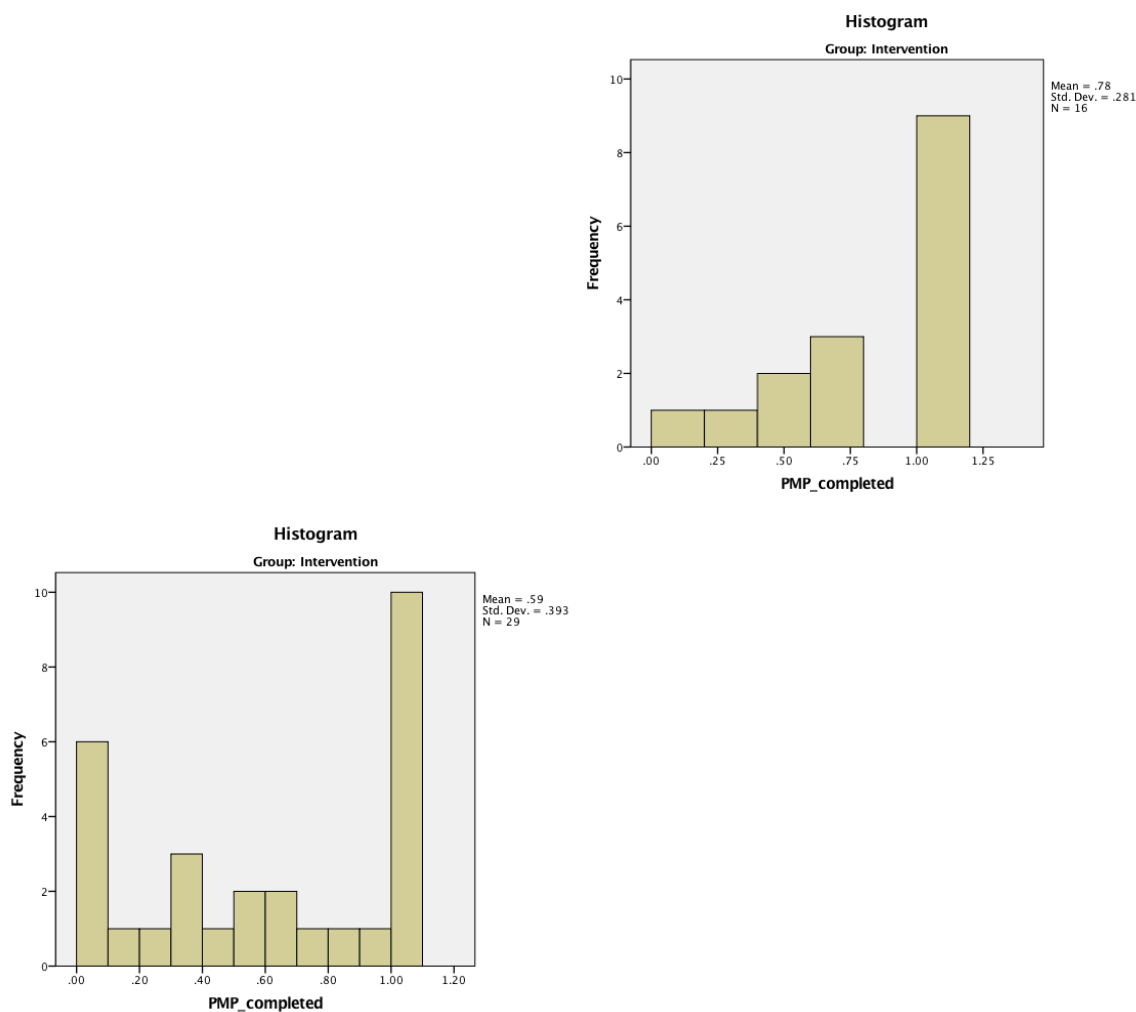 Histogram
Group: Intervention
Mean = .78
Std. Dev. = .281
N = 16
10
8
6
4
2
0
Frequency
.00 .25 .50 .75 1.00 1.25
PMP_completed
Histogram
Group: Intervention
Mean = .59
Std. Dev. = .393
N = 29
10
8
6
4
2
0
Frequency
.00 .20 .40 .60 .80 1.00 1.20
PMP_completed